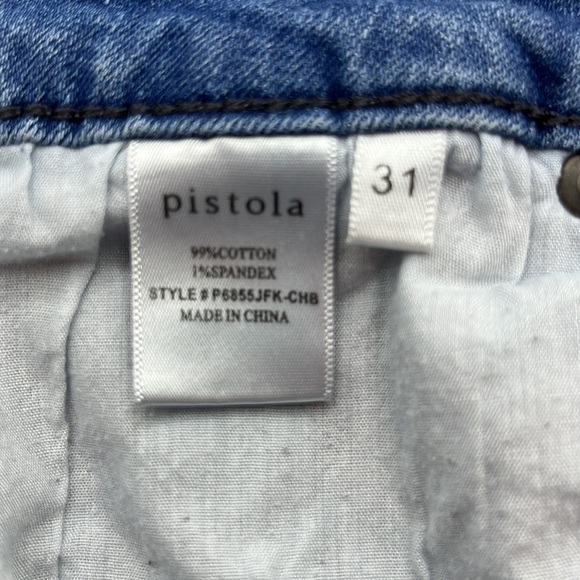 pistola
99%COTTON
1%SPANDEX
STYLE # P6855JFK-CHB
MADE IN CHINA
31